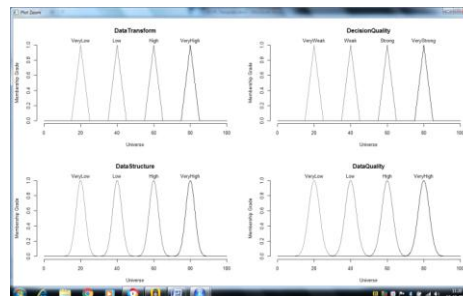 Plot Zoom
DataTransform
VeryLow Low High VeryHigh
Membership Grade
0.0 0.2 0.4 0.6 0.8 1.0
0 20 40 60 80 100
Universe
DecisionQuality
VeryWeak Weak Strong VeryStrong
Membership Grade
0.0 0.2 0.4 0.6 0.8 1.0
0 20 40 60 80 100
Universe
DataStructure
VeryLow Low High VeryHigh
Membership Grade
0.0 0.2 0.4 0.6 0.8 1.0
0 20 40 60 80 100
Universe
DataQuality
VeryLow Low High VeryHigh
Membership Grade
0.0 0.2 0.4 0.6 0.8 1.0
0 20 40 60 80 100
Universe